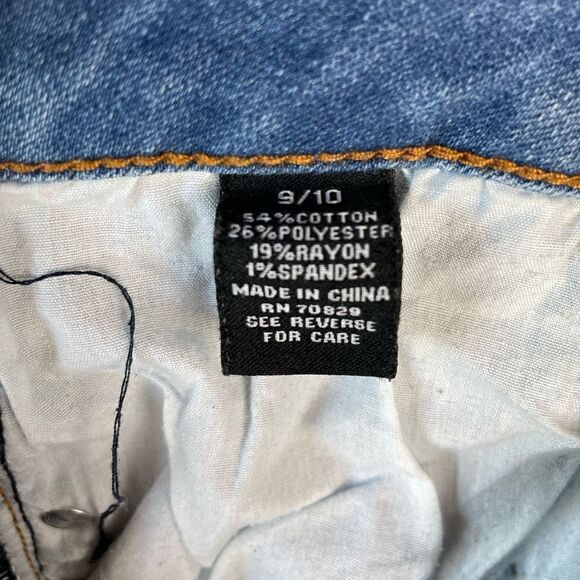 9/10
54%COTTON
26%POLYESTER
19%RAYON
1%SPANDEX
MADE IN CHINA
RN 70829
SEE REVERSE
FOR CARE